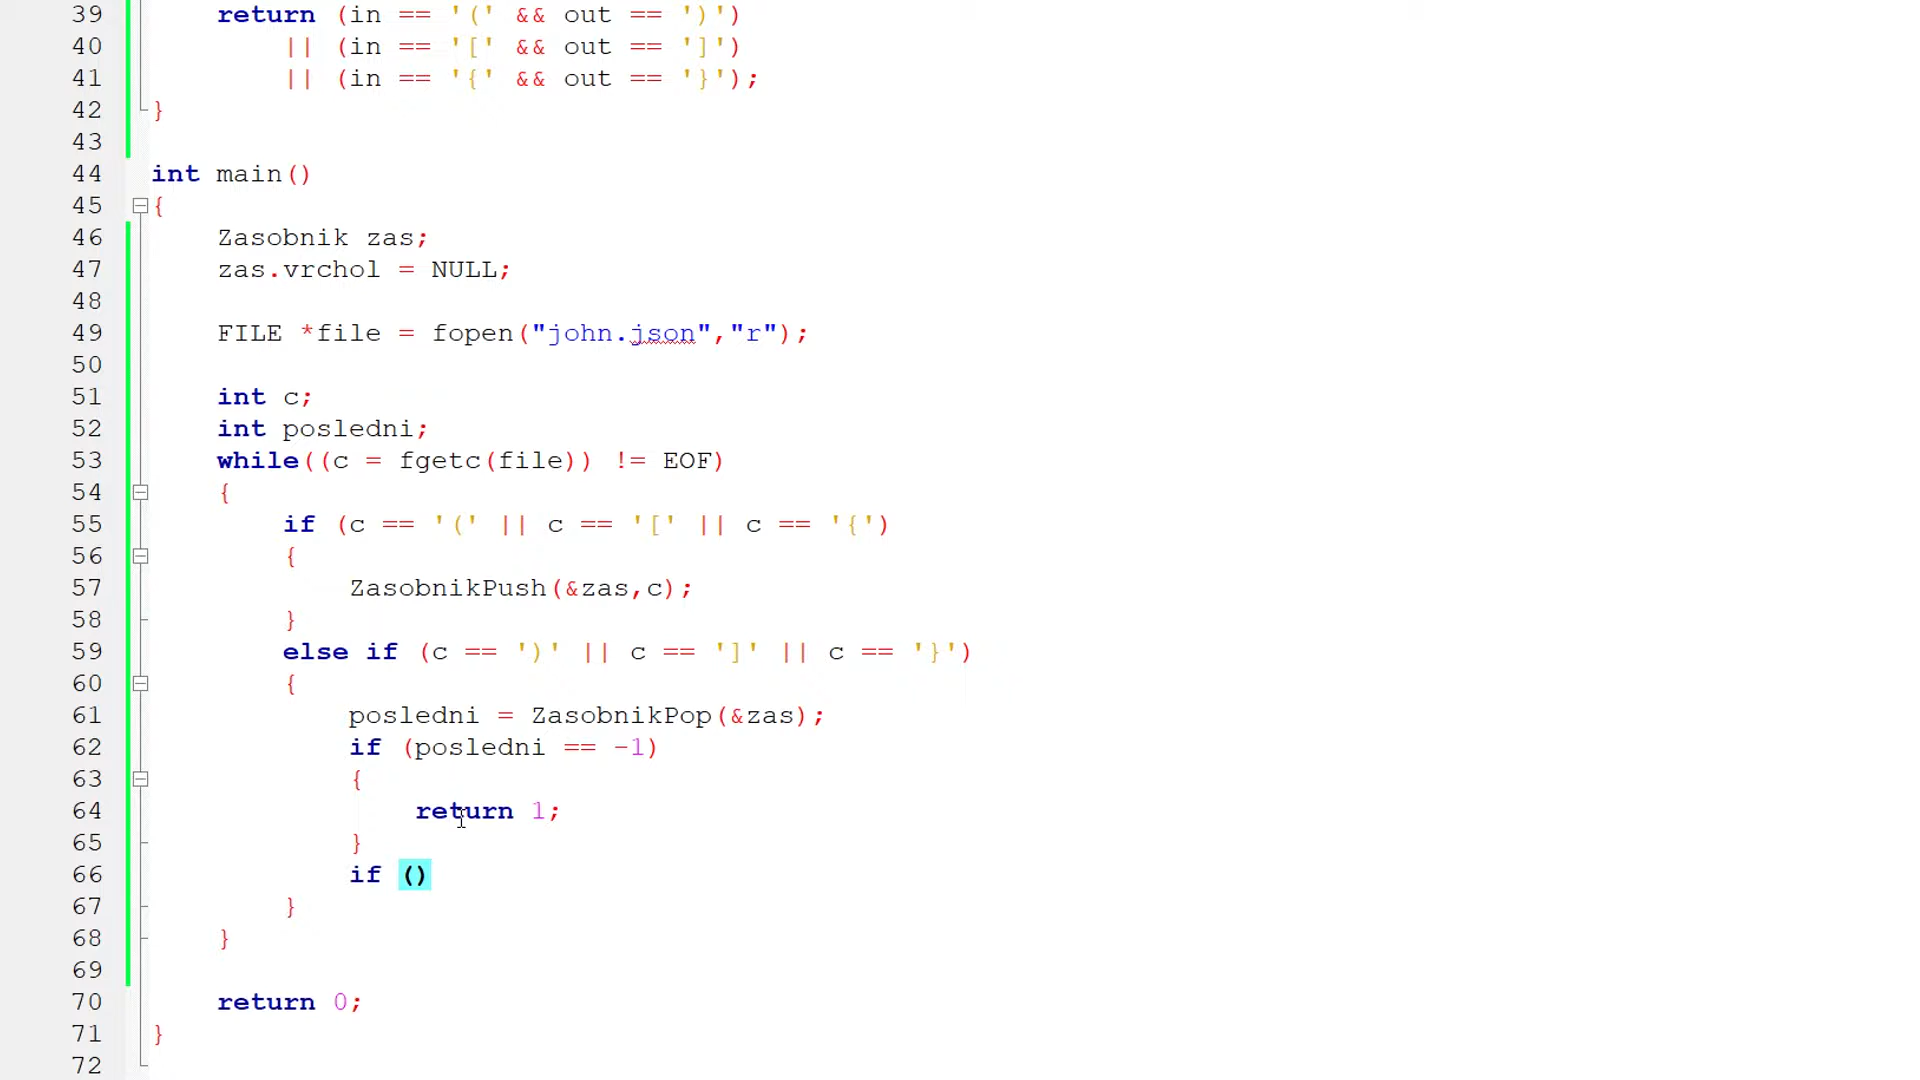 39 return (in == '(' && out == ')')
40 || (in == '[' && out == ']')
41 || (in == '{' && out == '}');
42 }
43
44 int main()
45 {
46 Zasobnik zas;
47 zas.vrchol = NULL;
48
49 FILE *file = fopen("john.json","r");
50
51 int c;
52 int posledni;
53 while((c = fgetc(file)) != EOF)
54 {
55 if (c == '(' || c == '[' || c == '{')
56 {
57 ZasobnikPush(&zas,c);
58 }
59 else if (c == ')' || c == ']' || c == '}')
60 {
61 posledni = ZasobnikPop(&zas);
62 if (posledni == -1)
63 {
64 return 1;
65 }
66 if ()
67 }
68 }
69
70 return 0;
71 }
72